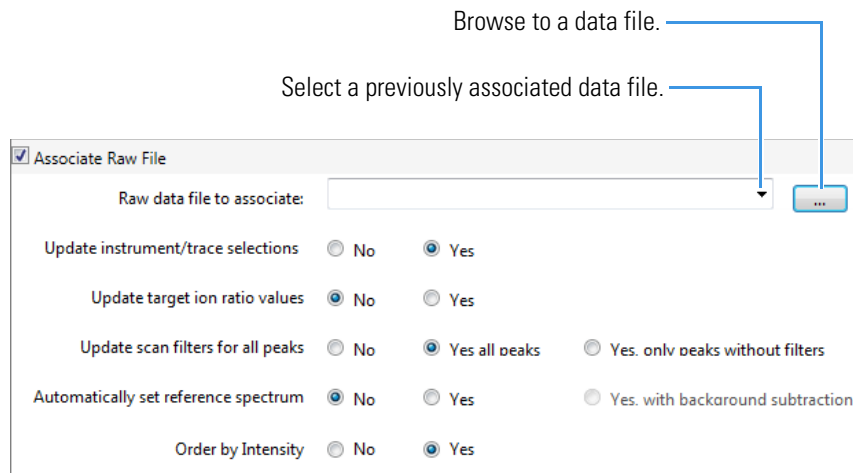 Browse to a data file.
Select a previously associated data file.
Associate Raw File
Raw data file to associate: ...
Update instrument/trace selections No Yes
Update target ion ratio values No Yes
Update scan filters for all peaks No Yes all peaks Yes, only peaks without filters
Automatically set reference spectrum No Yes Yes, with background subtraction
Order by Intensity No Yes